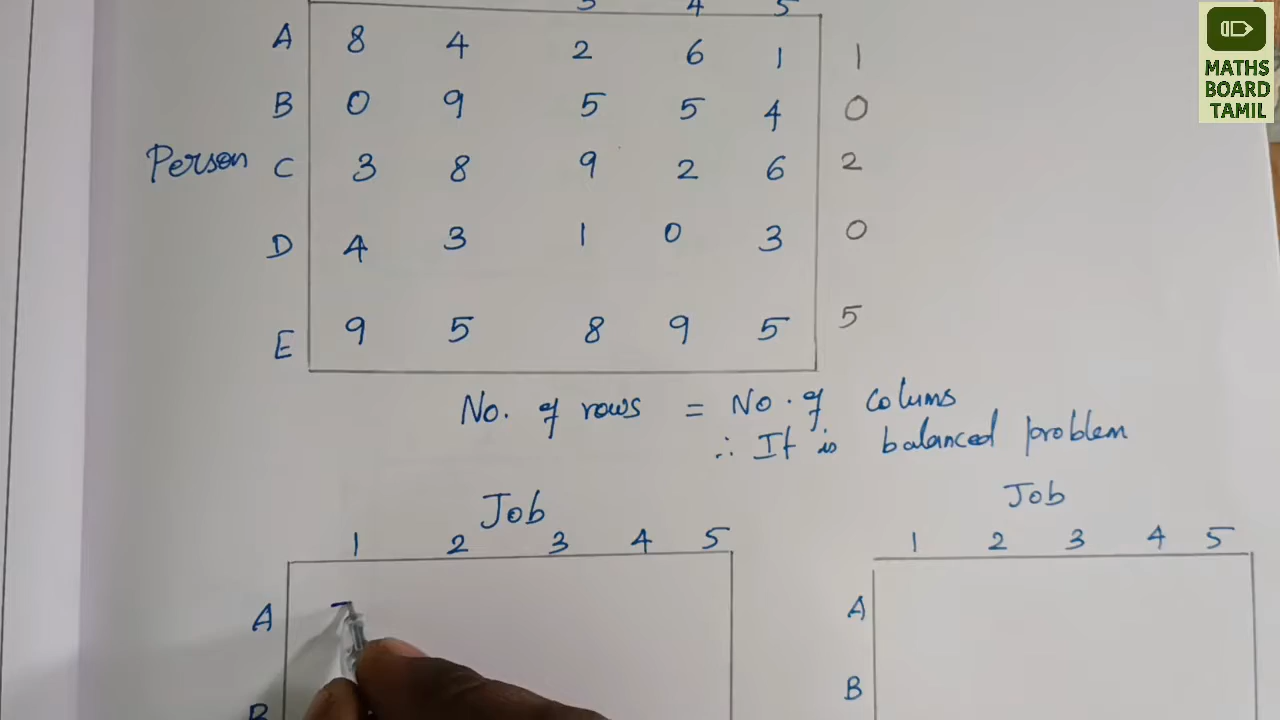 3 4 5
A 8 4 2 6 1 1
B 0 9 5 5 4 0
Person C 3 8 9 2 6 2
D 4 3 1 0 3 0
E 9 5 8 9 5 5
No. of rows = No. of colums
∴ It is balanced problem
Job
1 2 3 4 5
A
B
Job
1 2 3 4 5
A
B
MATHS
BOARD
TAMIL